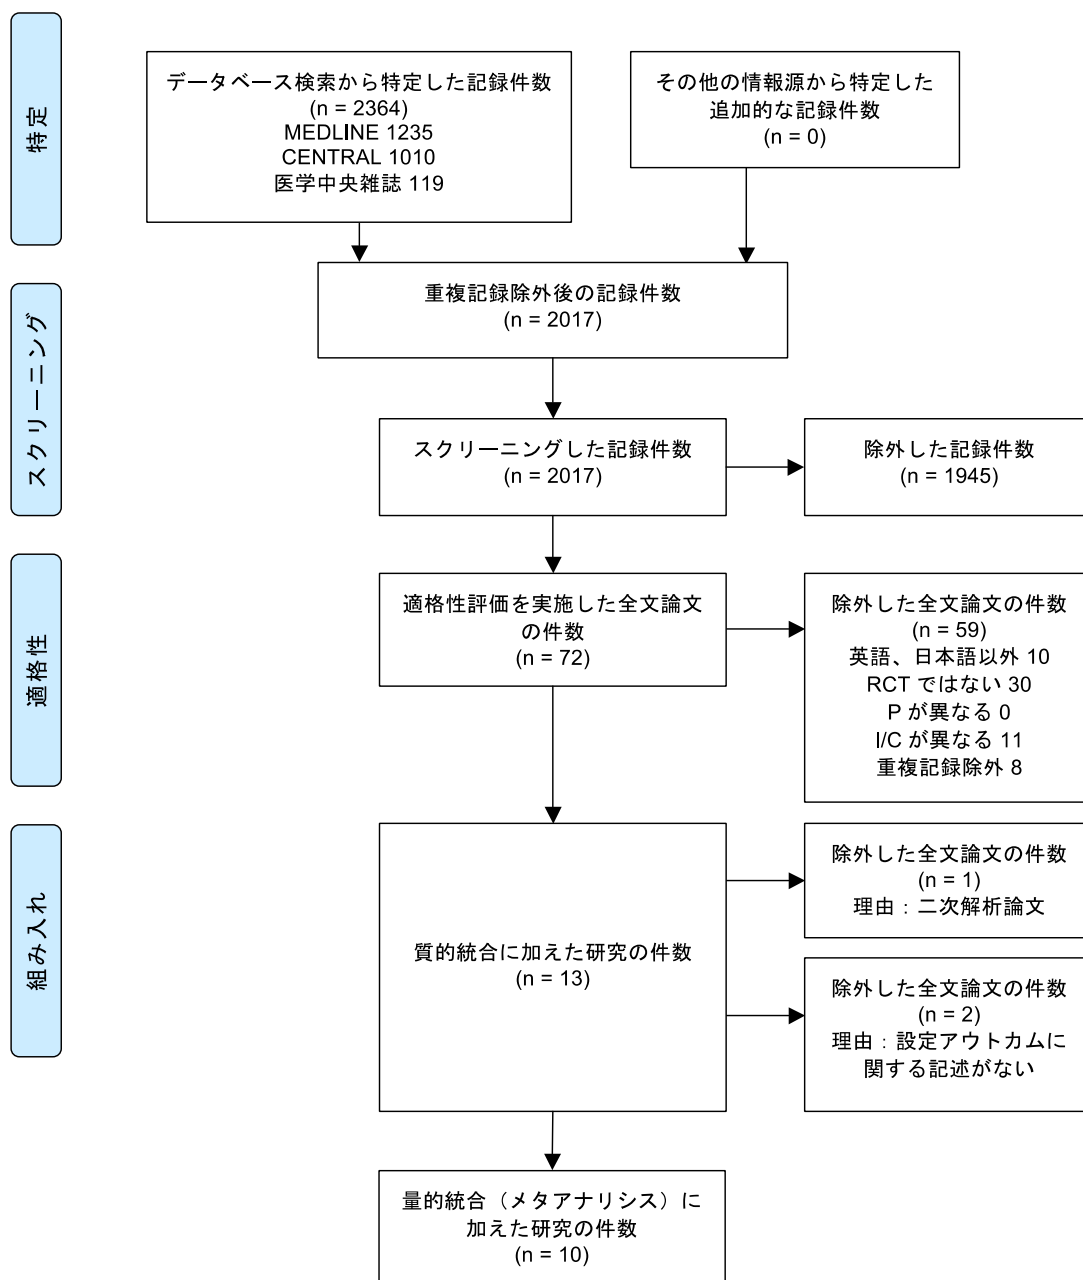 特定
データベース検索から特定した記録件数
(n = 2364)
MEDLINE 1235
CENTRAL 1010
医学中央雑誌 119
その他の情報源から特定した
追加的な記録件数
(n = 0)
スクリーニング
重複記録除外後の記録件数
(n = 2017)
スクリーニングした記録件数
(n = 2017)
除外した記録件数
(n = 1945)
適格性
適格性評価を実施した全文論文
の件数
(n = 72)
除外した全文論文の件数
(n = 59)
英語、日本語以外 10
RCT ではない 30
P が異なる 0
I/C が異なる 11
重複記録除外 8
組み入れ
質的統合に加えた研究の件数
(n = 13)
除外した全文論文の件数
(n = 1)
理由：二次解析論文
除外した全文論文の件数
(n = 2)
理由：設定アウトカムに
関する記述がない
量的統合（メタアナリシス）に
加えた研究の件数
(n = 10)